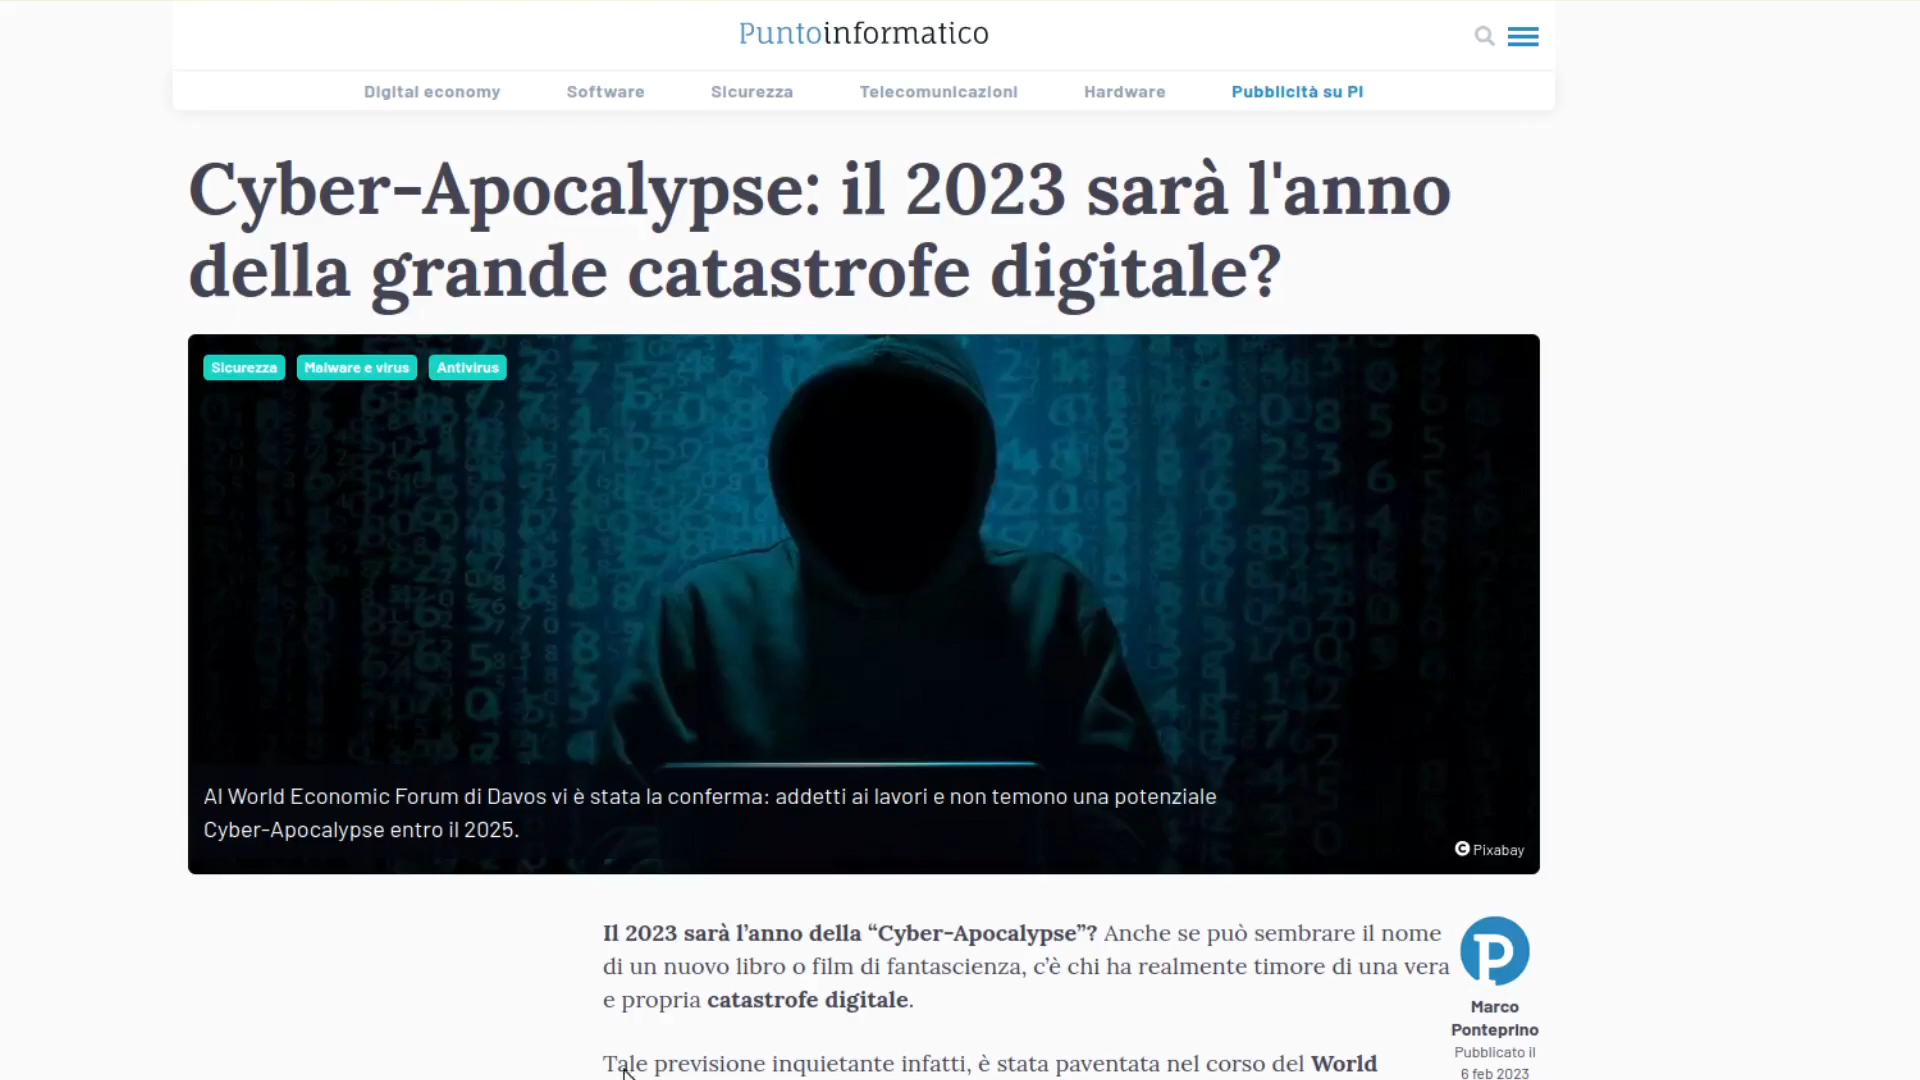 Puntoinformatico
Digital economy
Software
Sicurezza
Telecomunicazioni
Hardware
Pubblicità su PI
Cyber-Apocalypse: il 2023 sarà l'anno
della grande catastrofe digitale?
Sicurezza
Malware e virus
Antivirus
Al World Economic Forum di Davos vi è stata la conferma: addetti ai lavori e non temono una potenziale
Cyber-Apocalypse entro il 2025.
Pixabay
Il 2023 sarà l’anno della “Cyber-Apocalypse”? Anche se può sembrare il nome
di un nuovo libro o film di fantascienza, c’è chi ha realmente timore di una vera
e propria catastrofe digitale.
Tale previsione inquietante infatti, è stata paventata nel corso del World
Marco
Ponteprino
Pubblicato il
6 feb 2023